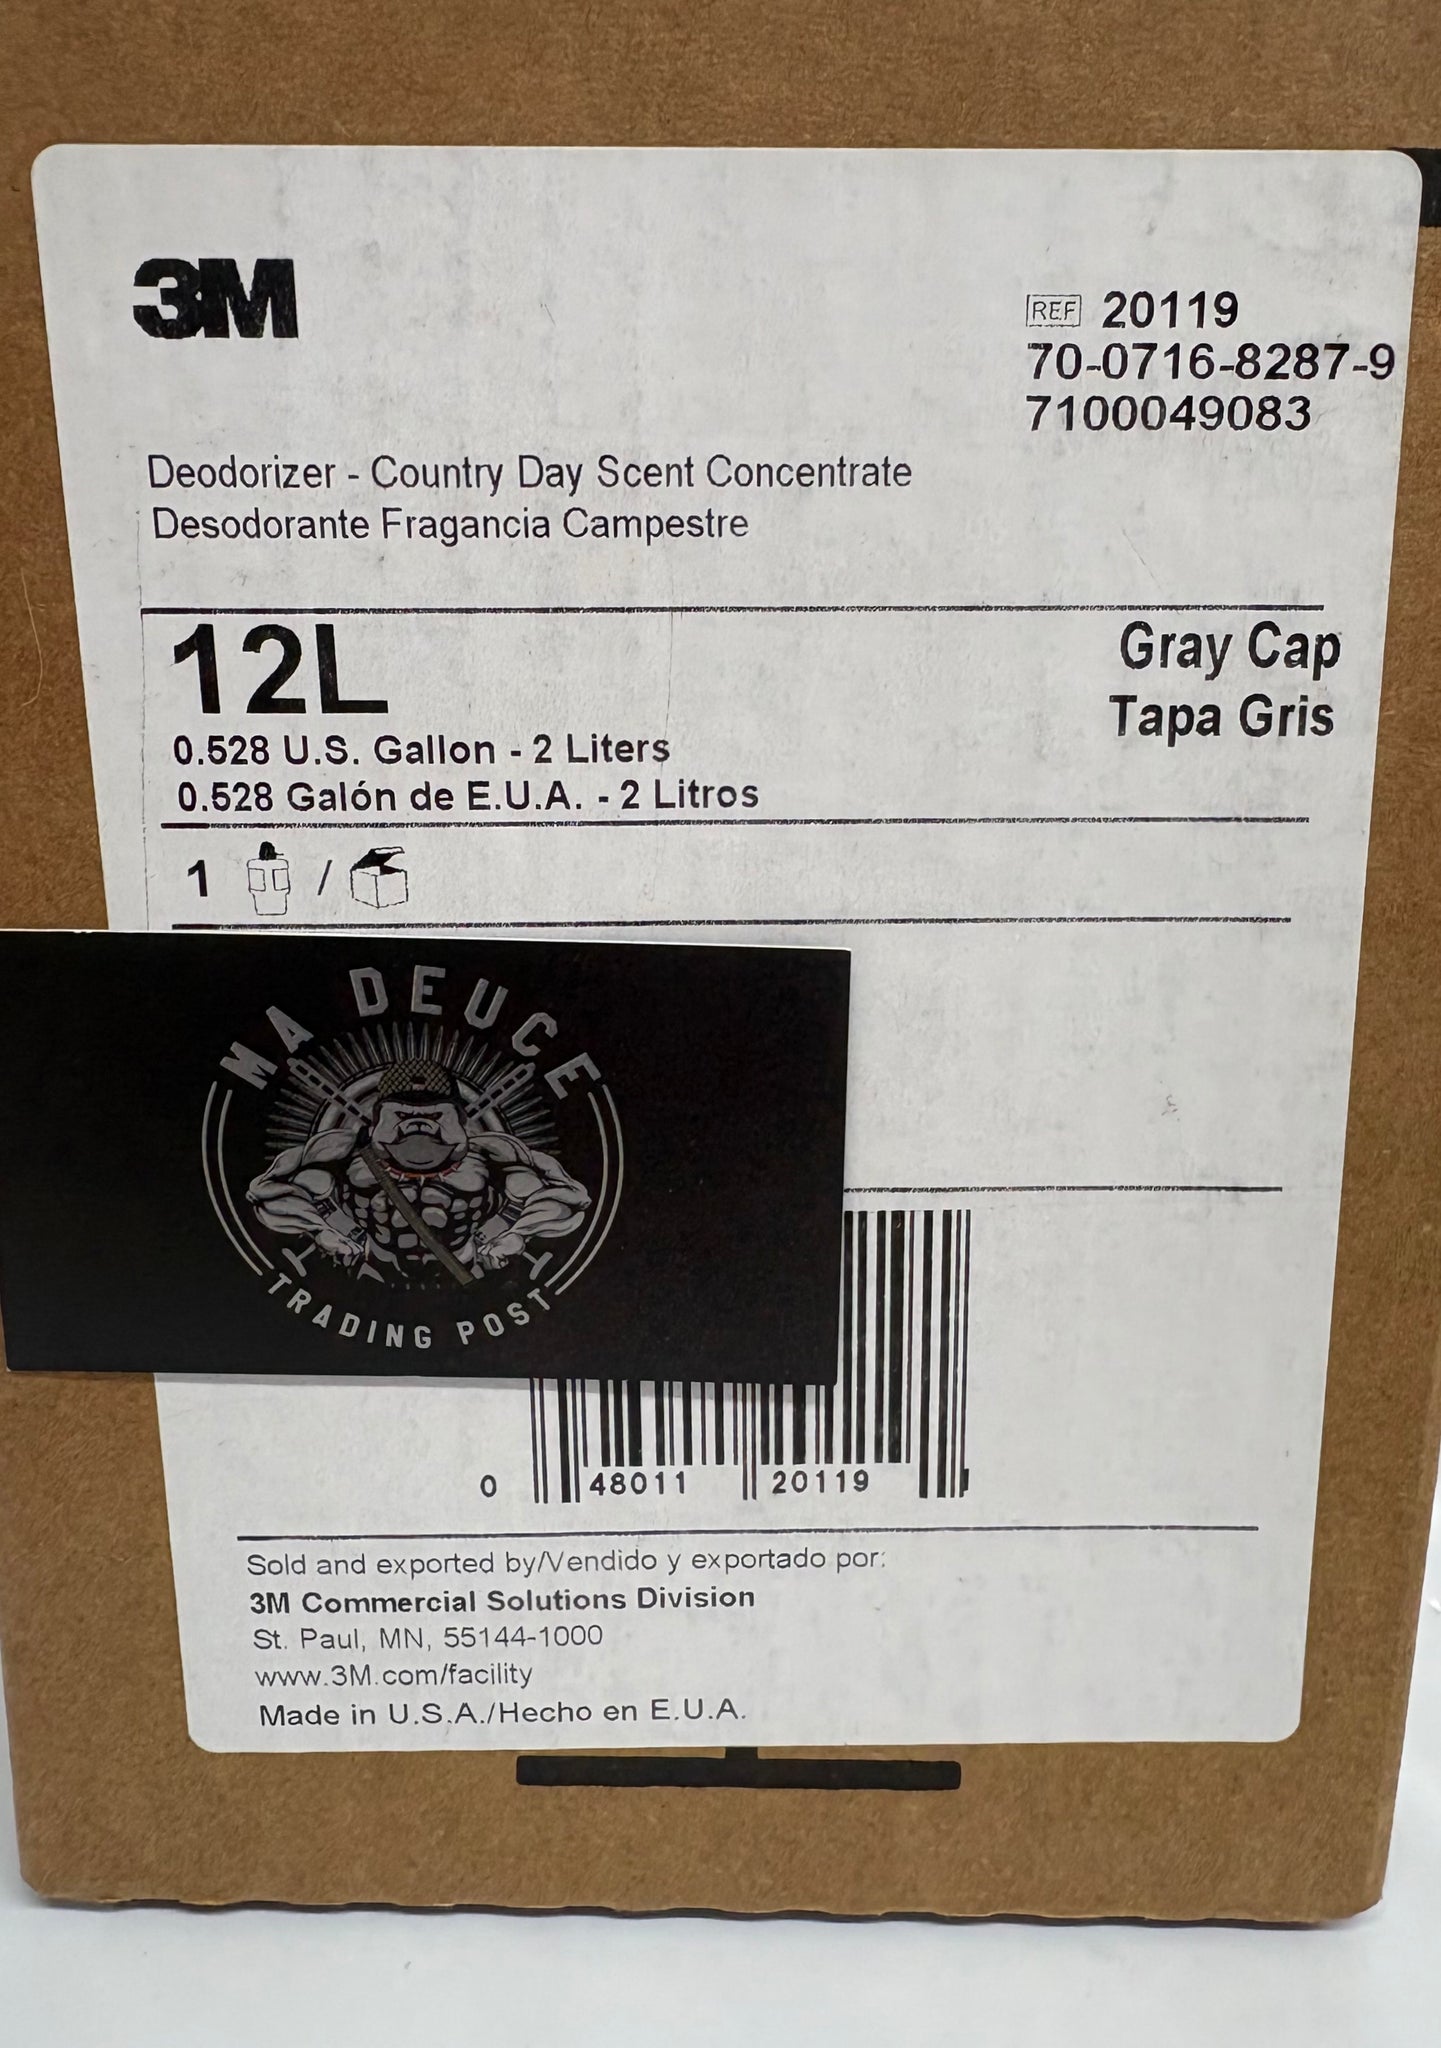 3M
REF 20119
70-0716-8287-9
7100049083
Deodorizer - Country Day Scent Concentrate
Desodorante Fragancia Campestre
12L
Gray Cap
Tapa Gris
0.528 U.S. Gallon - 2 Liters
0.528 Galón de E.U.A. - 2 Litros
1 /
MA DEUCE
TRADING POST
0 48011 20119
Sold and exported by/Vendido y exportado por:
3M Commercial Solutions Division
St. Paul, MN, 55144-1000
www.3M.com/facility
Made in U.S.A./Hecho en E.U.A.